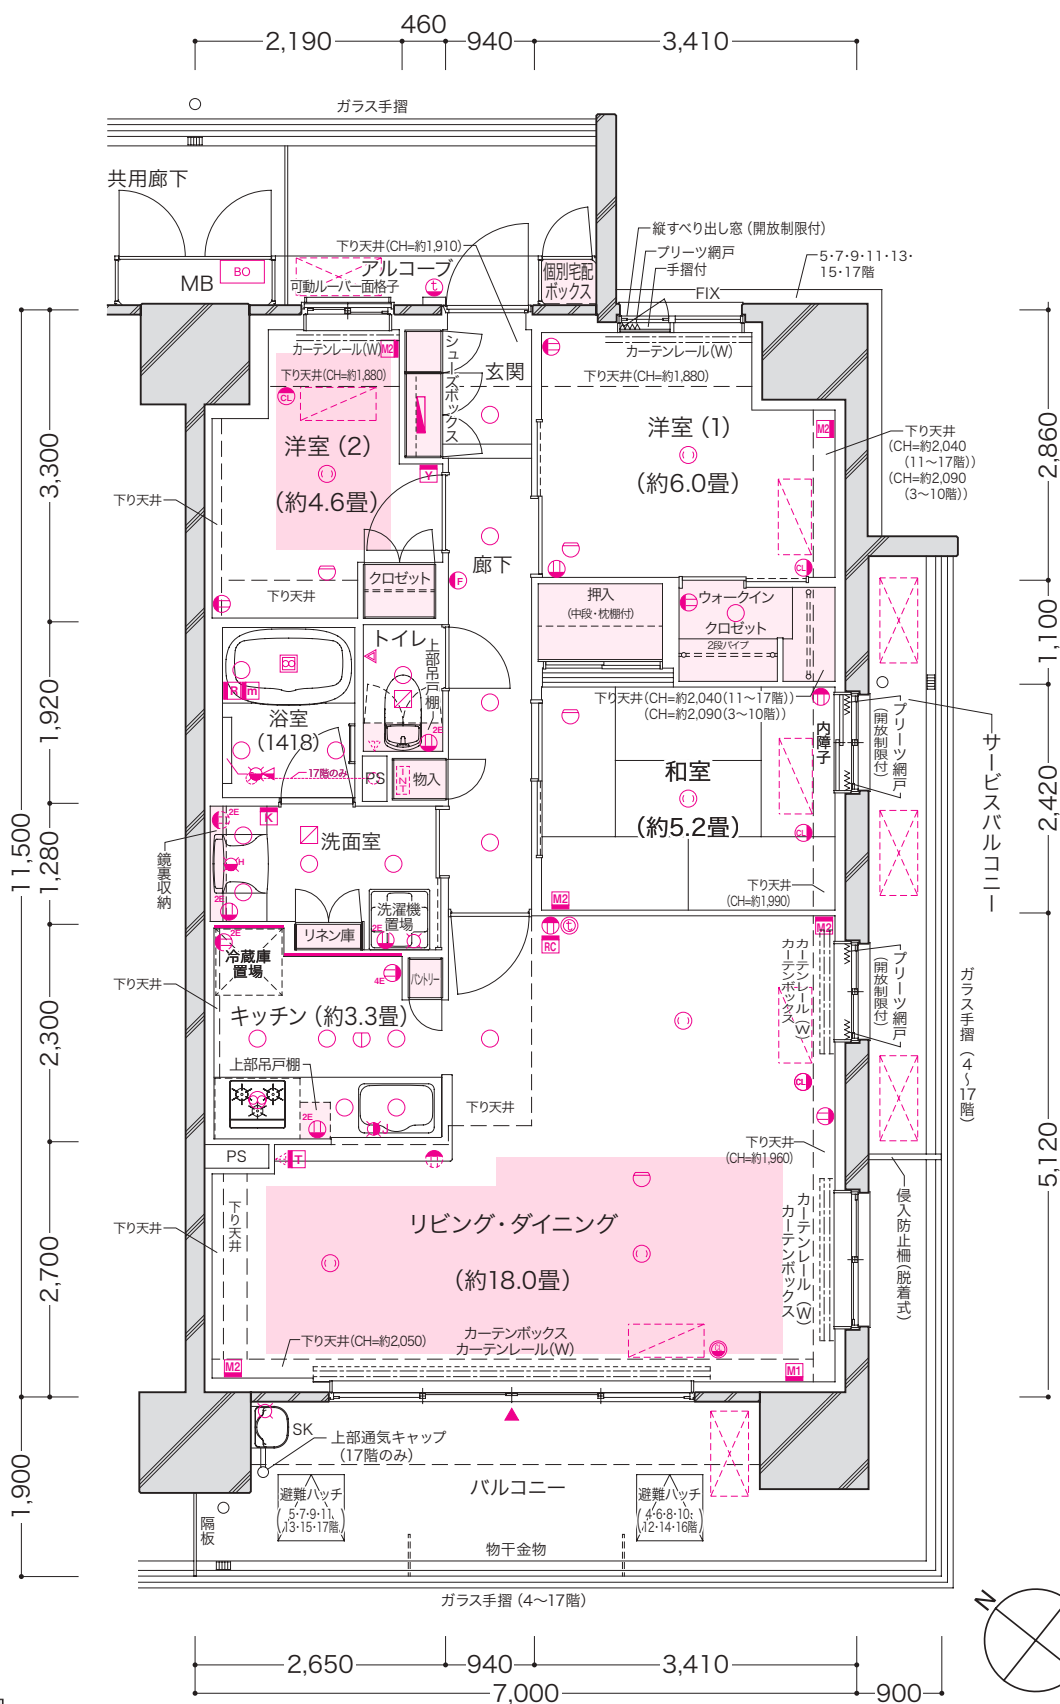 460
2,190
940
3,410
ガラス手摺
共用廊下
下り天井(CH=約1,910)
アルコーブ
可動ルーバー面格子
MB
BO
t
個別宅配
ボックス
縦すべり出し窓 (開放制限付)
プリーツ網戸
手摺付
FIX
5・7・9・11・13・
15・17階
カーテンレール(W)
M2
シューズボックス
玄関
カーテンレール(W)
下り天井(CH=約1,880)
下り天井(CH=約1,880)
CL
洋室 (2)
(約4.6畳)
洋室 (1)
(約6.0畳)
M2
下り天井
(CH=約2,040
(11〜17階))
(CH=約2,090
(3〜10階))
3,300
2,860
下り天井
Y
廊下
F
CL
クロゼット
下り天井
押入
(中段・枕棚付)
ウォークイン
クロゼット
2段パイプ
1,100
トイレ
上部吊戸棚
2E
R
m
浴室
(1418)
17階のみ
PS
INT
物入
1,920
下り天井(CH=約2,040(11〜17階))
(CH=約2,090(3〜10階))
内障子
プリーツ網戸
(開放制限付)
サービスバルコニー
和室
(約5.2畳)
CL
下り天井
(CH=約1,990)
M2
2,420
11,500
1,280
2E
K
H
2E
鏡裏収納
洗面室
リネン庫
洗濯機
置場
2E
2E
冷蔵庫
置場
4E
パントリー
t
RC
M2
カーテンレール (W)
カーテンボックス
プリーツ網戸
(開放制限付)
ガラス手摺 (4〜17階)
下り天井
キッチン (約3.3畳)
2,300
上部吊戸棚
2E
下り天井
CL
PS
T
下り天井
(CH=約1,960)
5,120
下り天井
下り天井
リビング・ダイニング
(約18.0畳)
カーテンレール (W)
カーテンボックス
侵入防止柵(脱着式)
2,700
下り天井(CH=約2,050)
カーテンボックス
カーテンレール(W)
M2
M1
SK
上部通気キャップ
(17階のみ)
バルコニー
1,900
隔板
避難ハッチ
(5・7・9・11・
13・15・17階)
避難ハッチ
(4・6・8・10・
12・14・16階)
物干金物
ガラス手摺 (4〜17階)
N
2,650
940
3,410
7,000
900